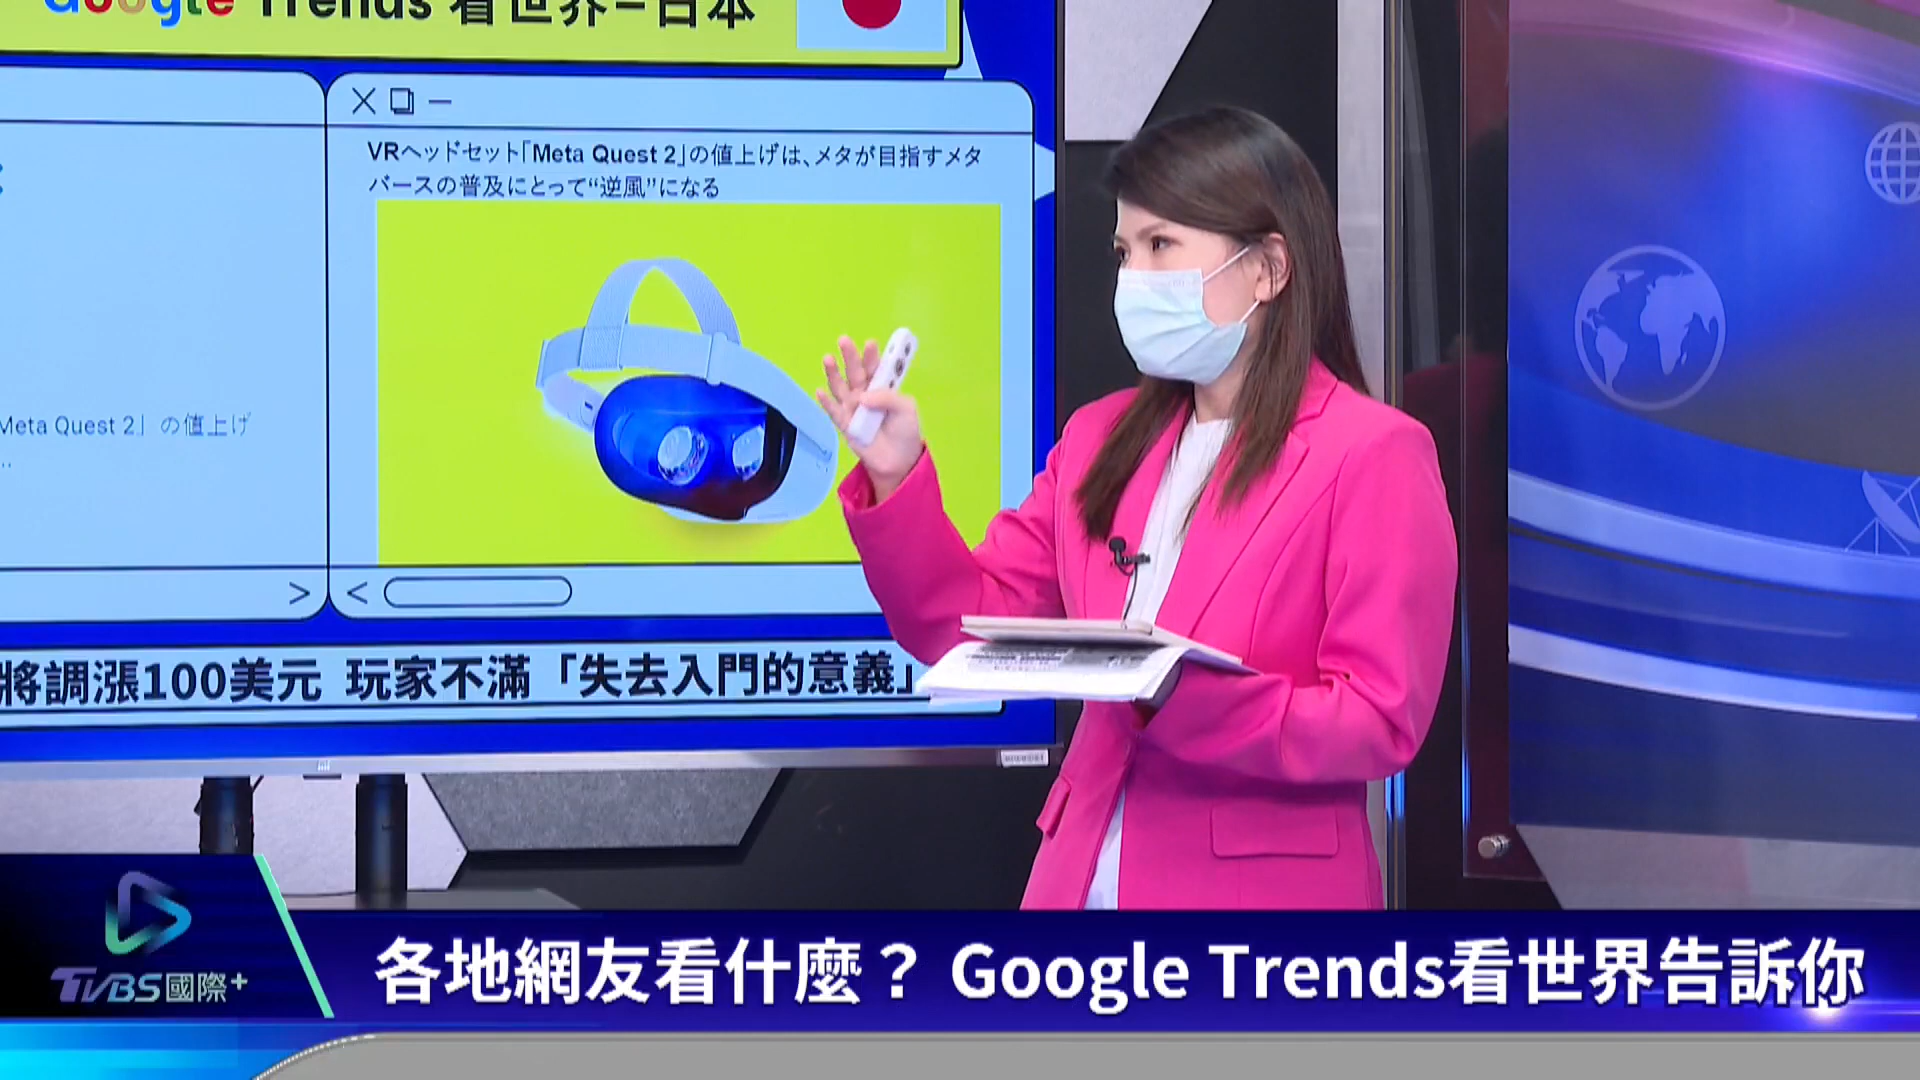 Google Trends 看世界-日本
VRヘッドセット「Meta Quest 2」の値上げは、メタが目指すメタ
バースの普及にとって“逆風”になる
Meta Quest 2」 の値上げ
...
將調漲100美元 玩家不滿「失去入門的意義」
TVBS國際+
各地網友看什麼? Google Trends看世界告訴你